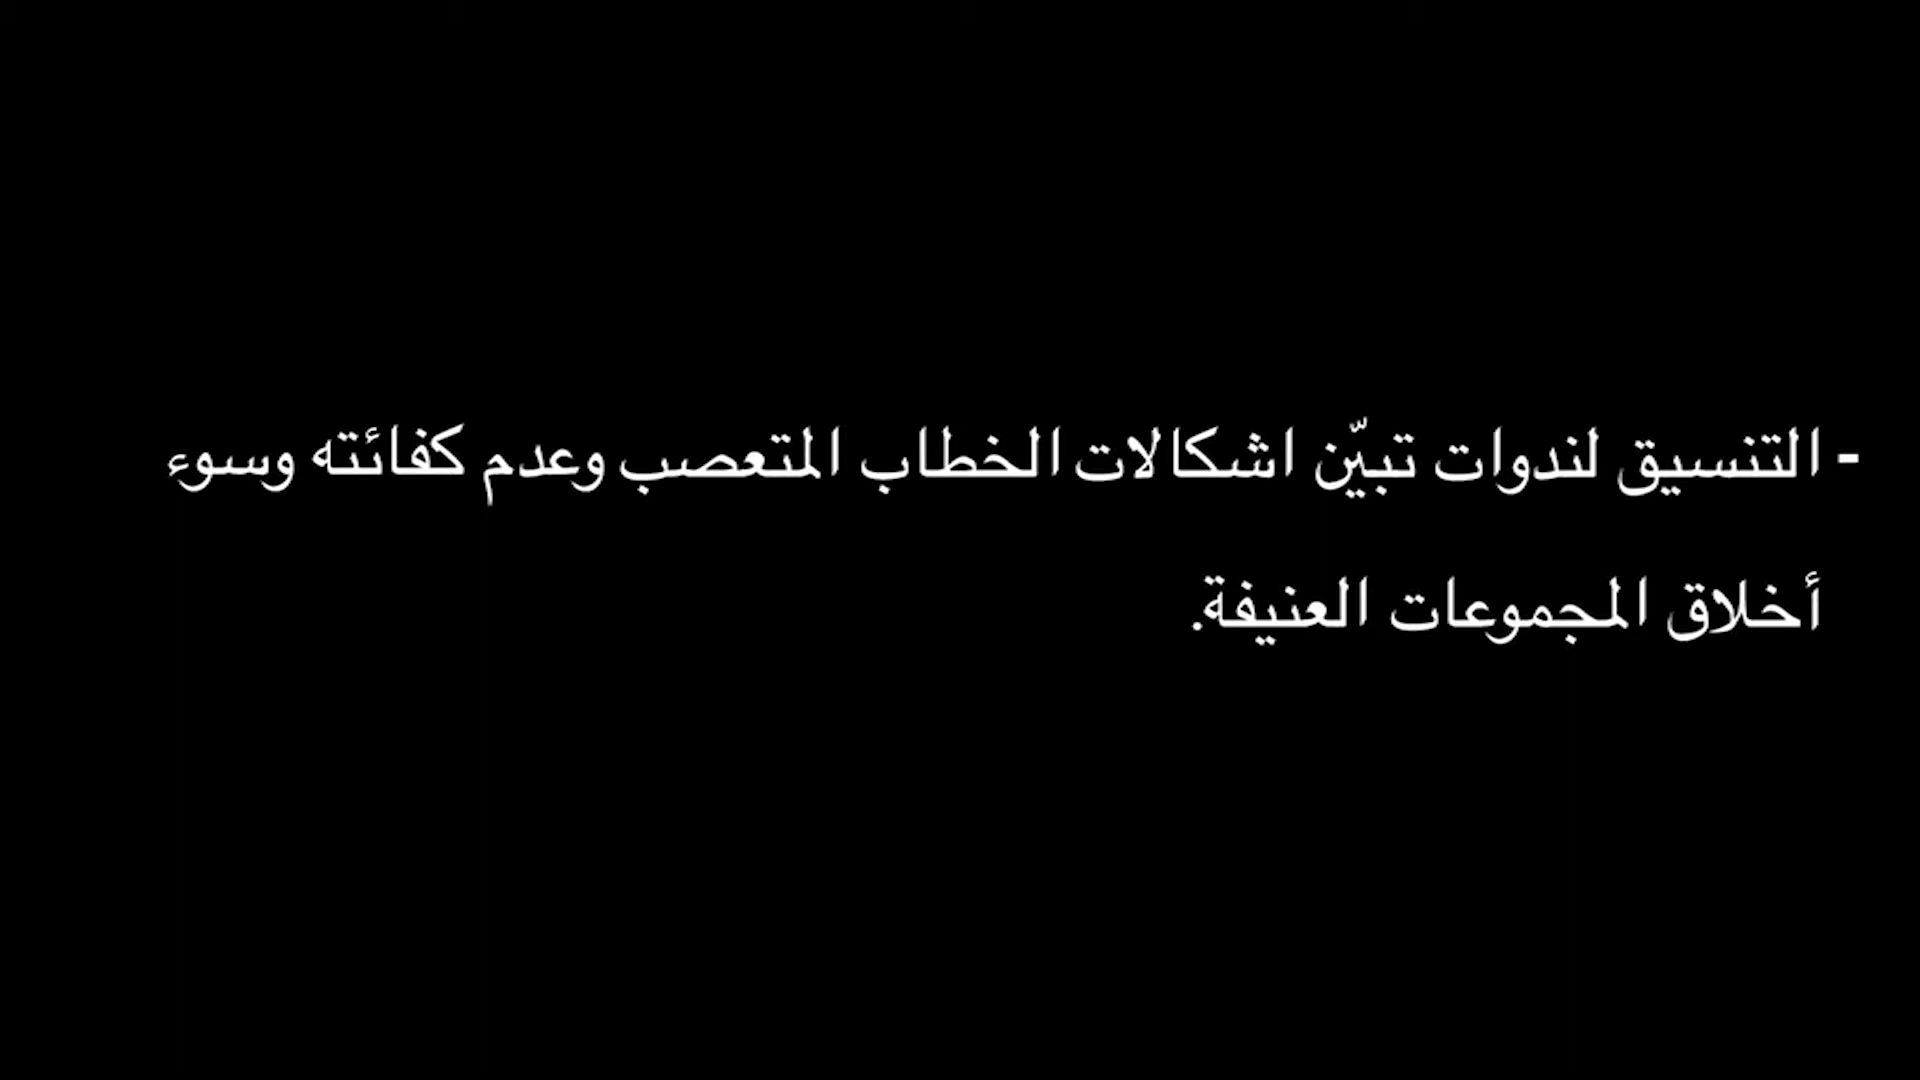 - التنسيق لندوات تبيّن اشكالات الخطاب المتعصب وعدم كفائته وسوء
أخلاق المجموعات العنيفة.